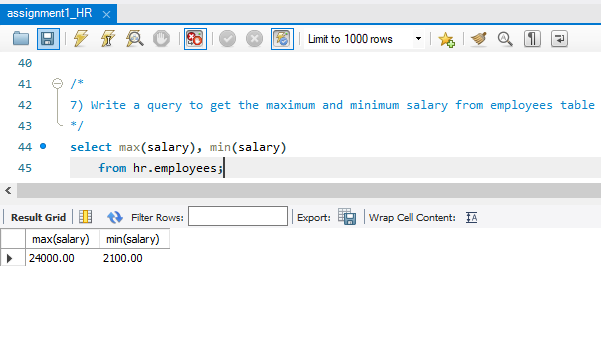 assignment1_HR
Limit to 1000 rows
40
41 /*
42 7) Write a query to get the maximum and minimum salary from employees table
43 */
44 select max(salary), min(salary)
45 from hr.employees;
Result Grid Filter Rows: Export: Wrap Cell Content:
max(salary) min(salary)
24000.00 2100.00